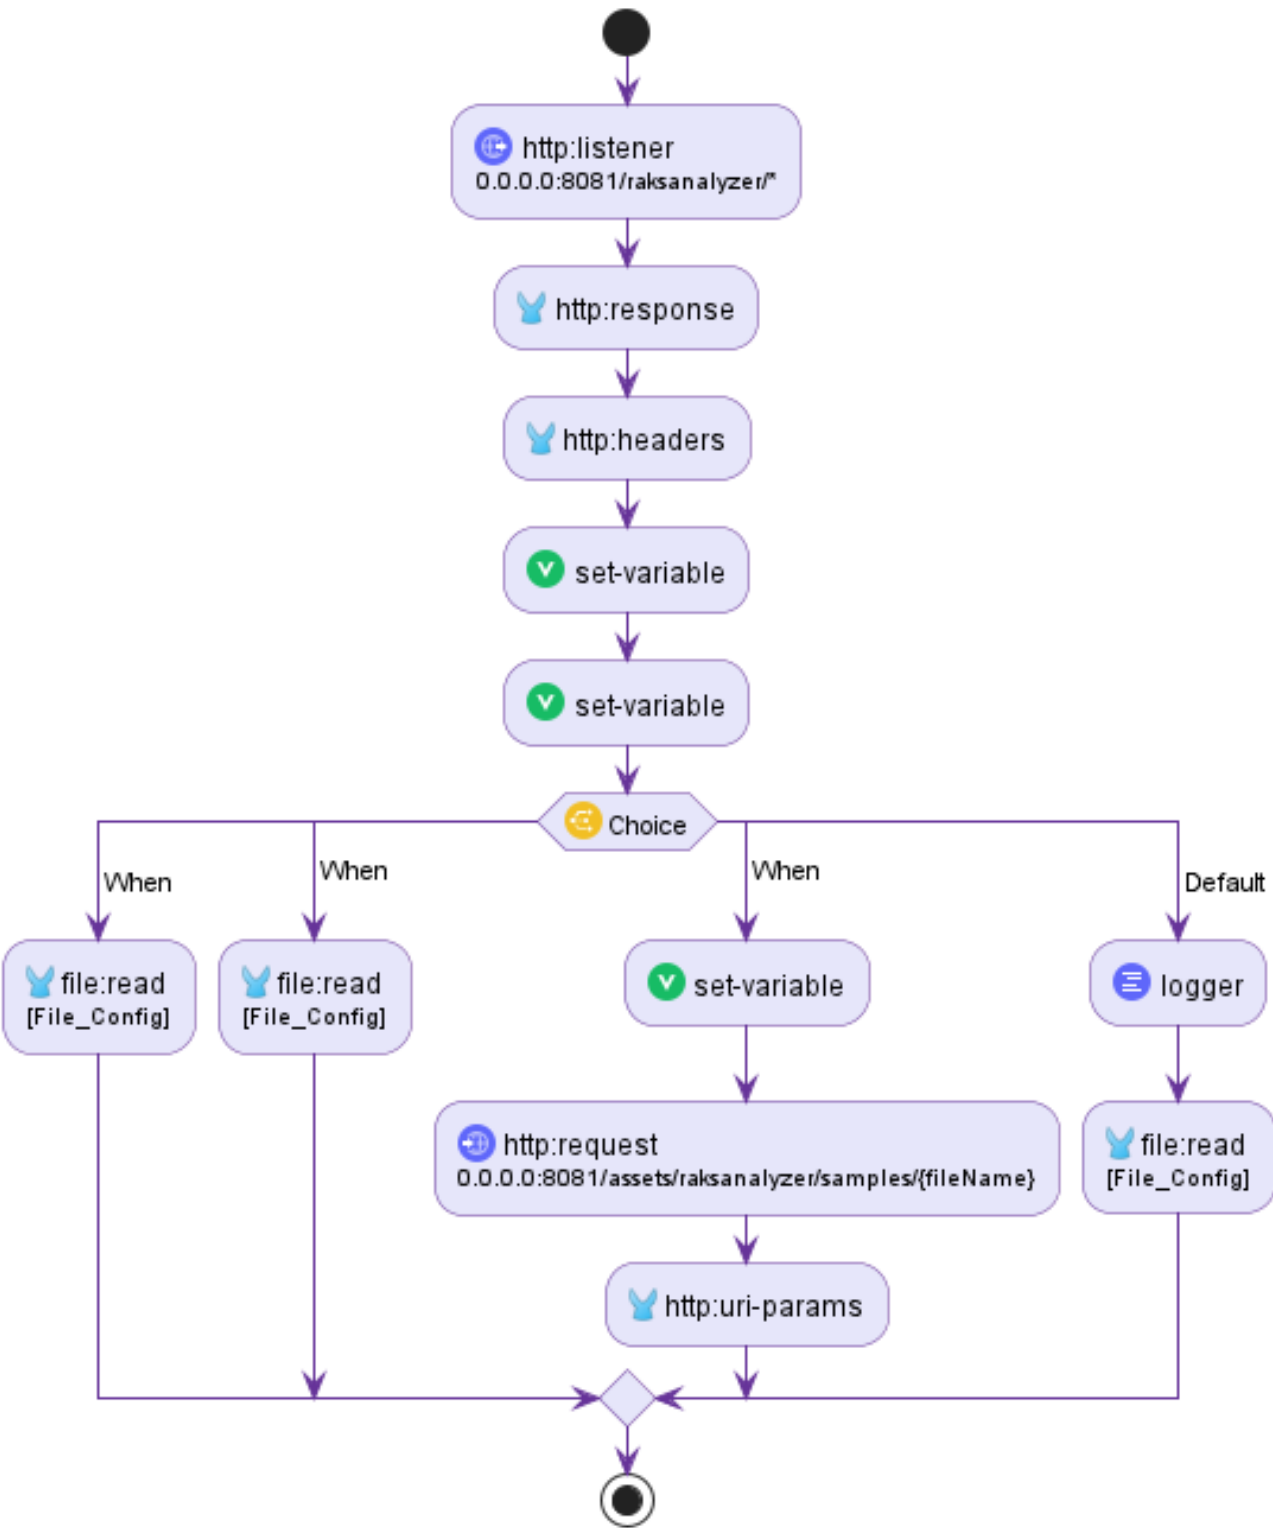 http:listener
0.0.0.0:8081/raksanalyzer/*
http:response
http:headers
set-variable
set-variable
Choice
When
When
When
Default
file:read
[File_Config]
file:read
[File_Config]
set-variable
logger
http:request
0.0.0.0:8081/assets/raksanalyzer/samples/{fileName}
file:read
[File_Config]
http:uri-params